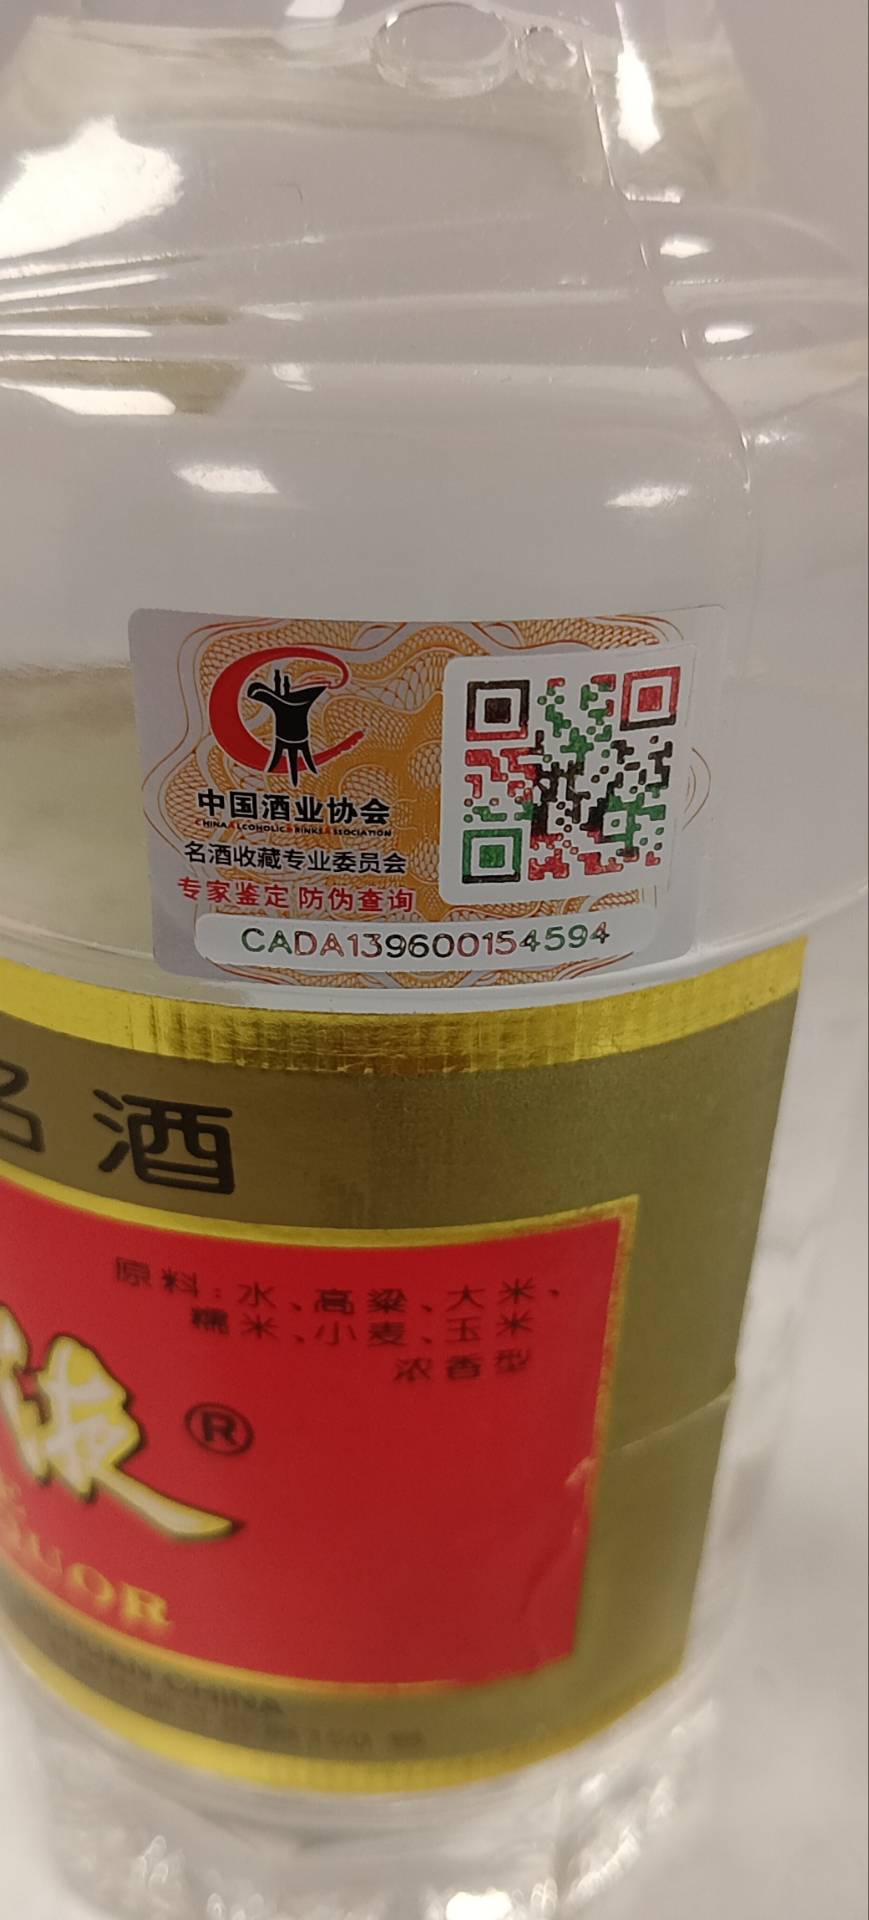 中国酒业协会
CHINA ALCOHOLIC DRINKS ASSOCIATION
名酒收藏专业委员会
专家鉴定 防伪查询
CADA139600154594
名酒
原料：水、高粱、大米、
糯米、小麦、玉米
浓香型
液®
CHINA